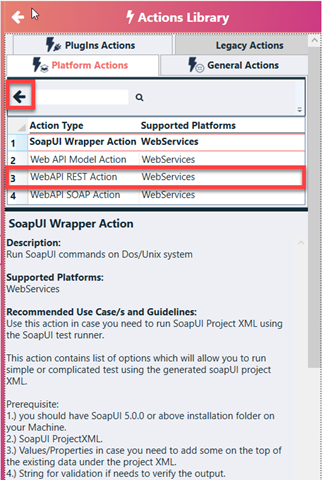 Actions Library
PlugIns Actions Legacy Actions
Platform Actions General Actions
Action Type Supported Platforms
1 SoapUI Wrapper Action WebServices
2 Web API Model Action WebServices
3 WebAPI REST Action WebServices
4 WebAPI SOAP Action WebServices
SoapUI Wrapper Action
Description:
Run SoapUI commands on Dos/Unix system
Supported Platforms:
WebServices
Recommended Use Case/s and Guidelines:
Use this action in case you need to run SoapUI Project XML using
the SoapUI test runner.
This action contains list of options which will allow you to run
simple or complicated test using the generated soapUI project
XML.
Prerequisite:
1.) you should have SoapUI 5.0.0 or above installation folder on
your Machine.
2.) SoapUI ProjectXML.
3.) Values/Properties in case you need to add some on the top of
the existing data under the project XML.
4.) String for validation if needs to verify the output.